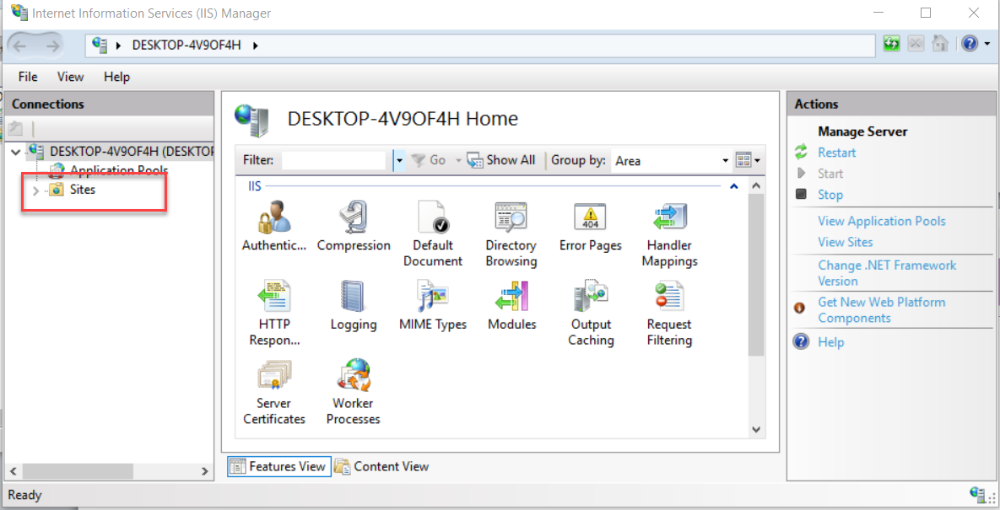 Internet Information Services (IIS) Manager
DESKTOP-4V9OF4H
File View Help
Connections
DESKTOP-4V9OF4H (DESKTOP
Application Pools
Sites
DESKTOP-4V9OF4H Home
Filter: Go Show All Group by: Area
IIS
Authentic... Compression Default Document Directory Browsing Error Pages Handler Mappings
404
HTTP Respon... Logging MIME Types Modules Output Caching Request Filtering
Server Certificates Worker Processes
Features View Content View
Actions
Manage Server
Restart
Start
Stop
View Application Pools
View Sites
Change .NET Framework
Version
Get New Web Platform
Components
Help
Ready